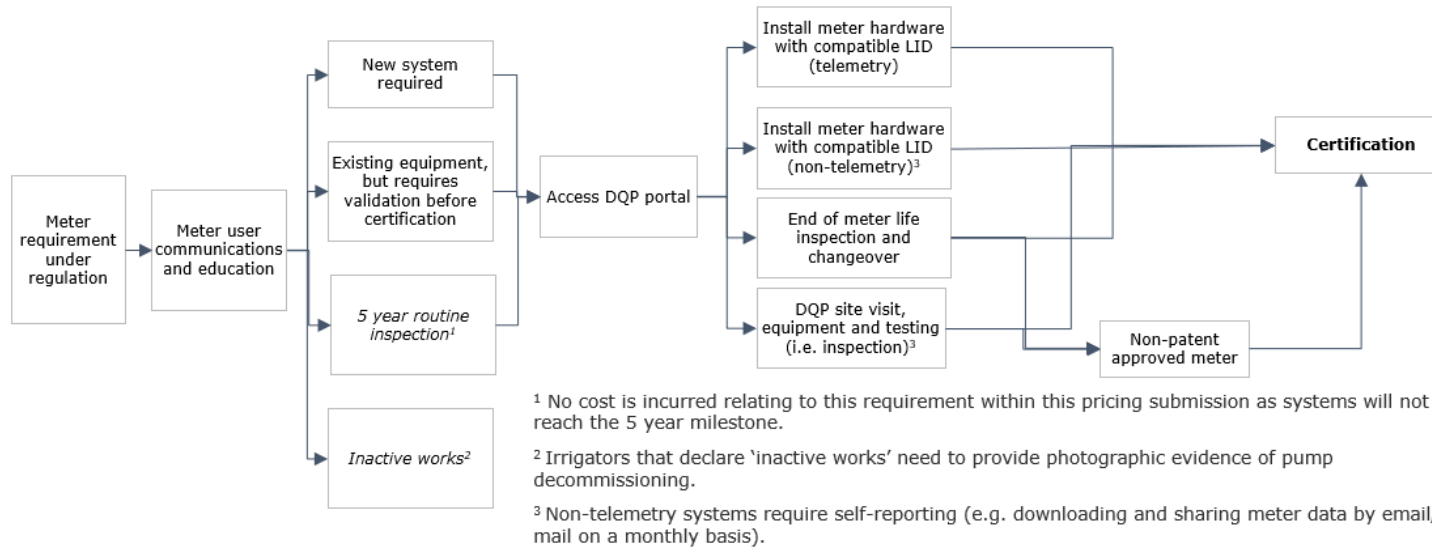 Meter
requirement
under
regulation
Meter user
communications
and education
New system
required
Existing equipment,
but requires
validation before
certification
5 year routine
inspection¹
Inactive works²
Access DQP portal
Install meter hardware
with compatible LID
(telemetry)
Install meter hardware
with compatible LID
(non-telemetry)³
End of meter life
inspection and
changeover
DQP site visit,
equipment and testing
(i.e. inspection)³
Non-patent
approved meter
Certification
¹ No cost is incurred relating to this requirement within this pricing submission as systems will not
reach the 5 year milestone.
² Irrigators that declare ‘inactive works’ need to provide photographic evidence of pump
decommissioning.
³ Non-telemetry systems require self-reporting (e.g. downloading and sharing meter data by email,
mail on a monthly basis).